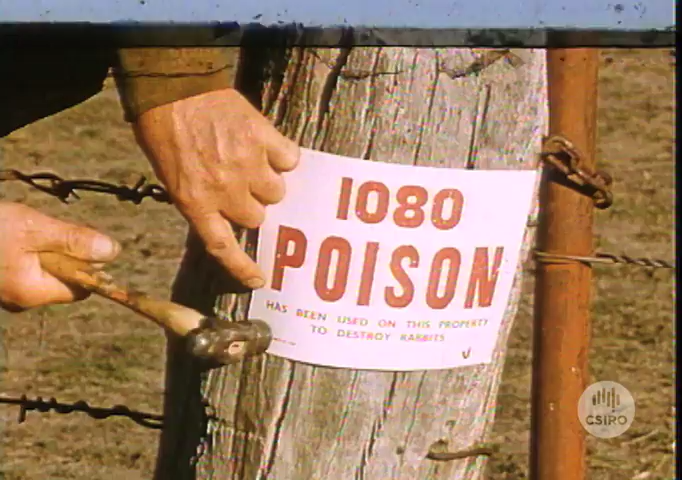 1080
POISON
HAS BEEN USED ON THIS PROPERTY
TO DESTROY RABBITS
CSIRO